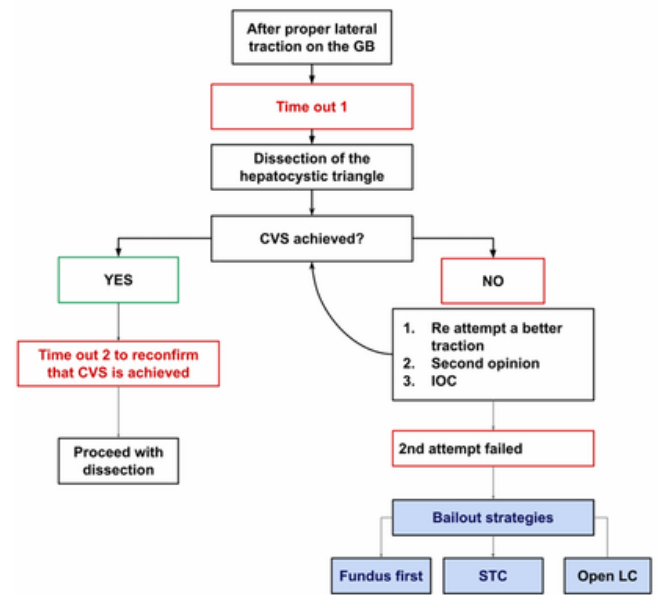 After proper lateral
traction on the GB
Time out 1
Dissection of the
hepatocystic triangle
CVS achieved?
YES
NO
Time out 2 to reconfirm
that CVS is achieved
Proceed with
dissection
1. Re attempt a better
traction
2. Second opinion
3. IOC
2nd attempt failed
Bailout strategies
Fundus first
STC
Open LC